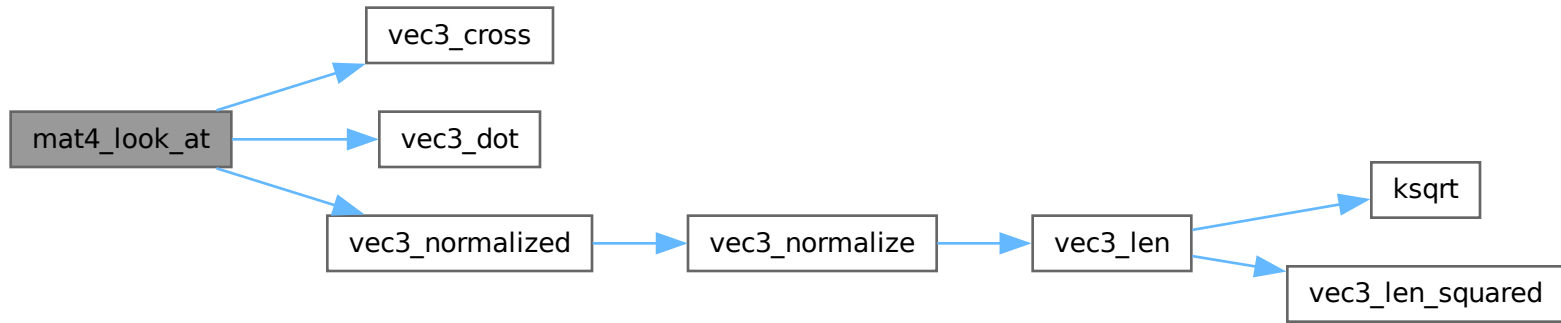 vec3_cross
mat4_look_at
vec3_dot
vec3_normalized
vec3_normalize
vec3_len
ksqrt
vec3_len_squared